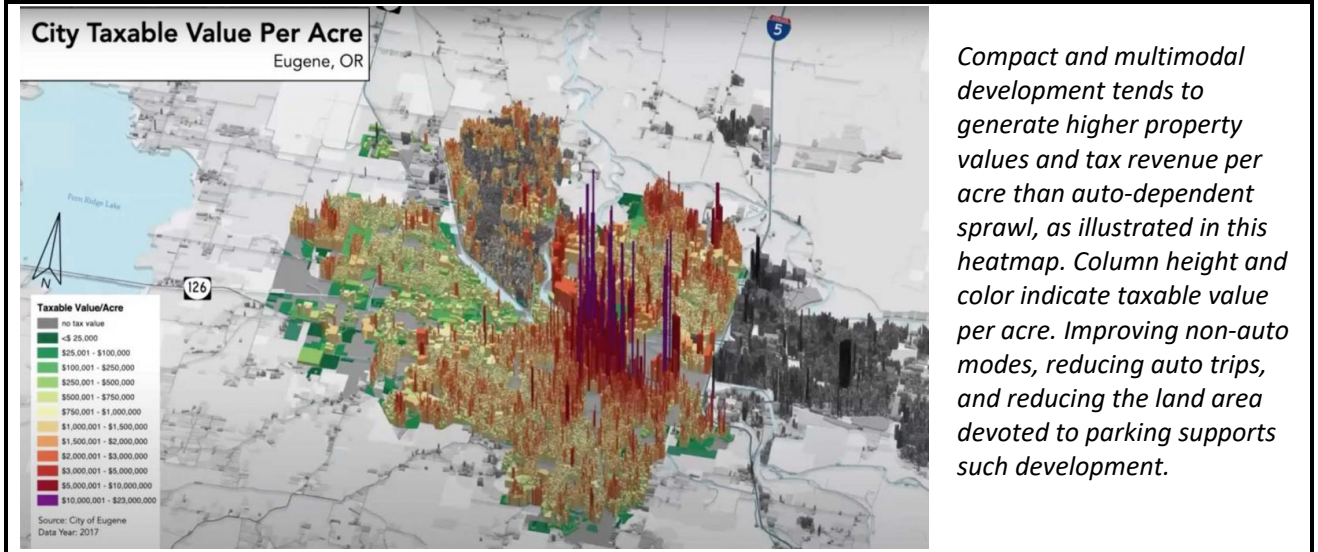 City Taxable Value Per Acre
Eugene, OR
5
Fern Ridge Lake
N
126
Taxable Value/Acre
no tax value
<$ 25,000
$25,001 - $100,000
$100,001 - $250,000
$250,001 - $500,000
$500,001 - $750,000
$750,001 - $1,000,000
$1,000,001 - $1,500,000
$1,500,001 - $2,000,000
$2,000,001 - $3,000,000
$3,000,001 - $5,000,000
$5,000,001 - $10,000,000
$10,000,001 - $23,000,000
Source: City of Eugene
Data Year: 2017
Compact and multimodal
development tends to
generate higher property
values and tax revenue per
acre than auto-dependent
sprawl, as illustrated in this
heatmap. Column height and
color indicate taxable value
per acre. Improving non-auto
modes, reducing auto trips,
and reducing the land area
devoted to parking supports
such development.